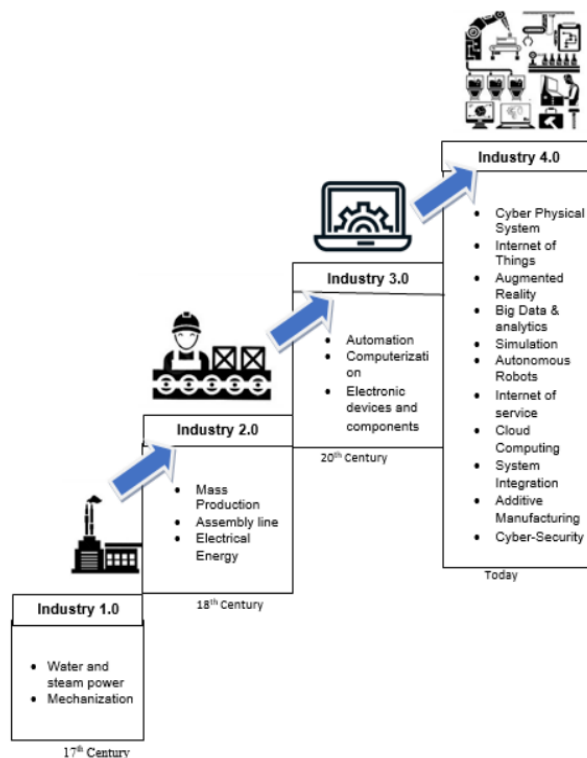 Industry 4.0
• Cyber Physical
System
• Internet of
Things
• Augmented
Reality
• Big Data &
analytics
• Simulation
• Autonomous
Robots
• Internet of
service
• Cloud
Computing
• System
Integration
• Additive
Manufacturing
• Cyber-Security
Today
Industry 3.0
• Automation
• Computerizati
on
• Electronic
devices and
components
20th Century
Industry 2.0
• Mass
Production
• Assembly line
• Electrical
Energy
18th Century
Industry 1.0
• Water and
steam power
• Mechanization
17th Century